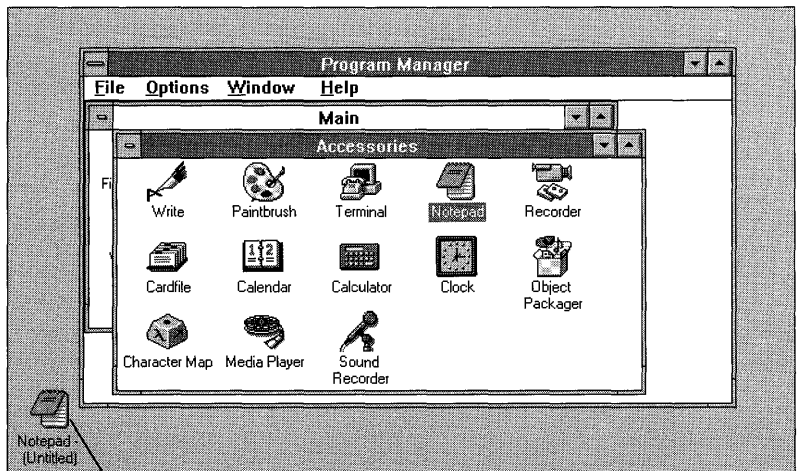 Program Manager
File Options Window Help
Main
Accessories
Fi
Write Paintbrush Terminal Notepad Recorder
Cardfile Calendar Calculator Clock Object
Packager
Character Map Media Player Sound
Recorder
Notepad -
(Untitled)